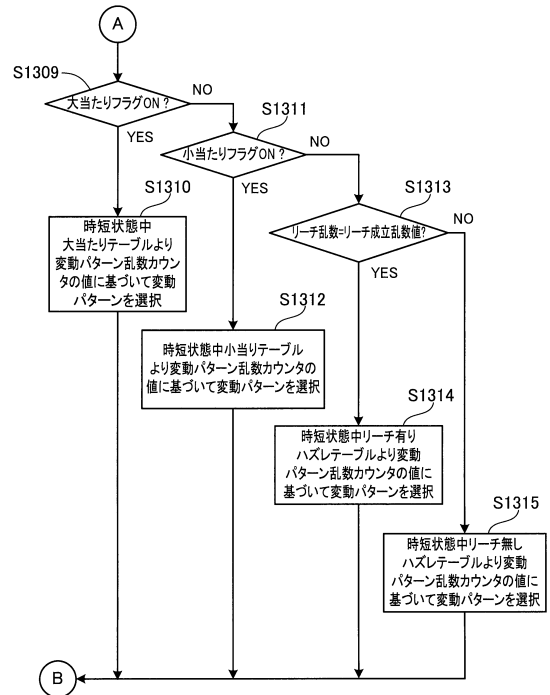 A
S1309
大当たりフラグON？
NO
YES
S1311
小当たりフラグON？
NO
YES
S1310
時短状態中
大当たりテーブルより
変動パターン乱数カウン
タの値に基づいて変動
パターンを選択
S1313
リーチ乱数=リーチ成立乱数値?
NO
YES
S1312
時短状態中小当りテーブル
より変動パターン乱数カウンタの
値に基づいて変動パターンを選択
S1314
時短状態中リーチ有り
ハズレテーブルより変動
パターン乱数カウンタの値に
基づいて変動パターンを選択
S1315
時短状態中リーチ無し
ハズレテーブルより変動
パターン乱数カウンタの値に
基づいて変動パターンを選択
B